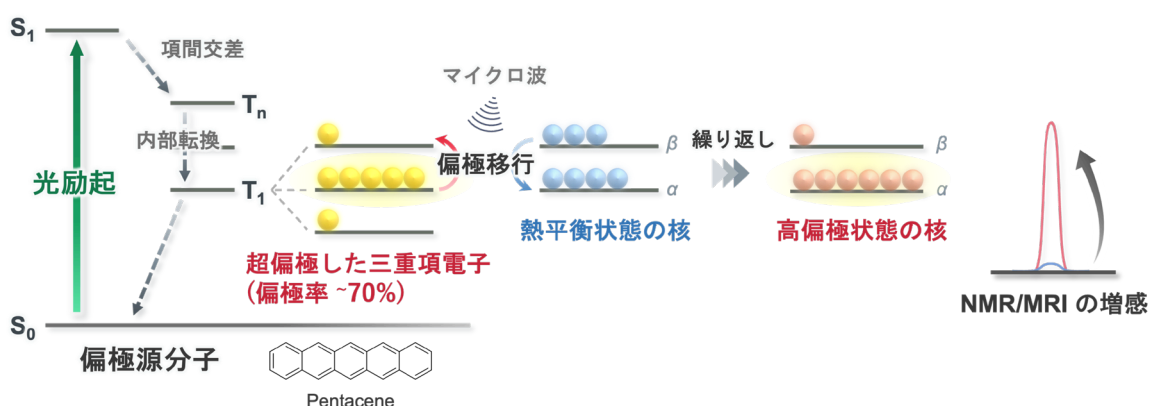 S1
項間交差
Tn
内部転換
光励起
T1
マイクロ波
偏極移行
β
α
繰り返し
β
α
超偏極した三重項電子
(偏極率 ~70%)
熱平衡状態の核
高偏極状態の核
NMR/MRI の増感
S0
偏極源分子
Pentacene